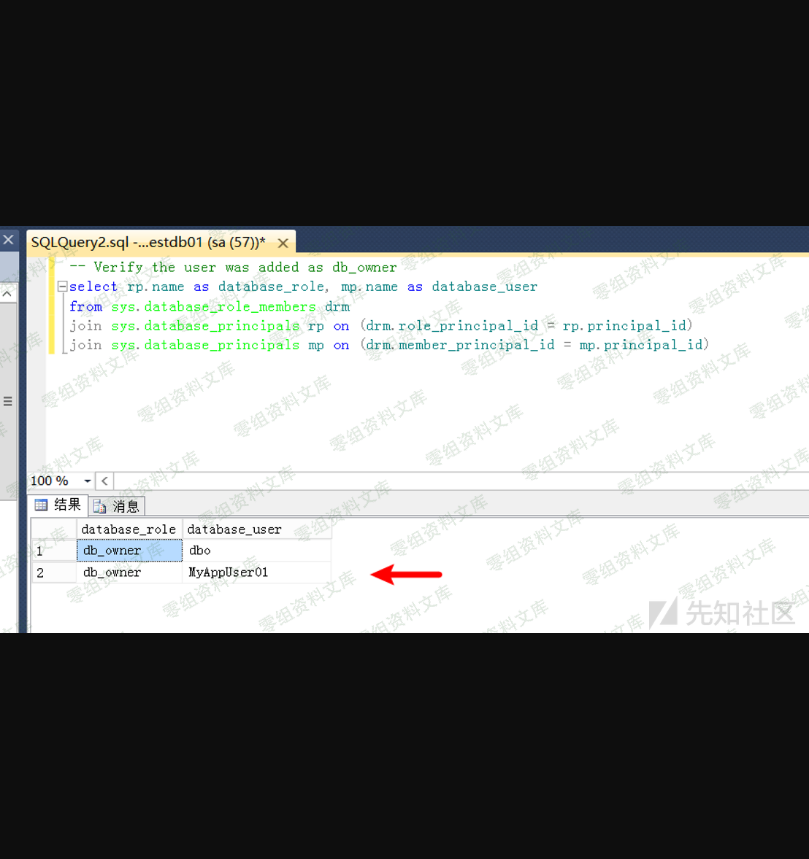 SQLQuery2.sql -...estdb01 (sa (57))*
-- Verify the user was added as db_owner
select rp.name as database_role, mp.name as database_user
from sys.database_role_members drm
join sys.database_principals rp on (drm.role_principal_id = rp.principal_id)
join sys.database_principals mp on (drm.member_principal_id = mp.principal_id)
100 %
结果 消息
database_role database_user
1 db_owner dbo
2 db_owner MyAppUser01
零组资料文库
先知社区